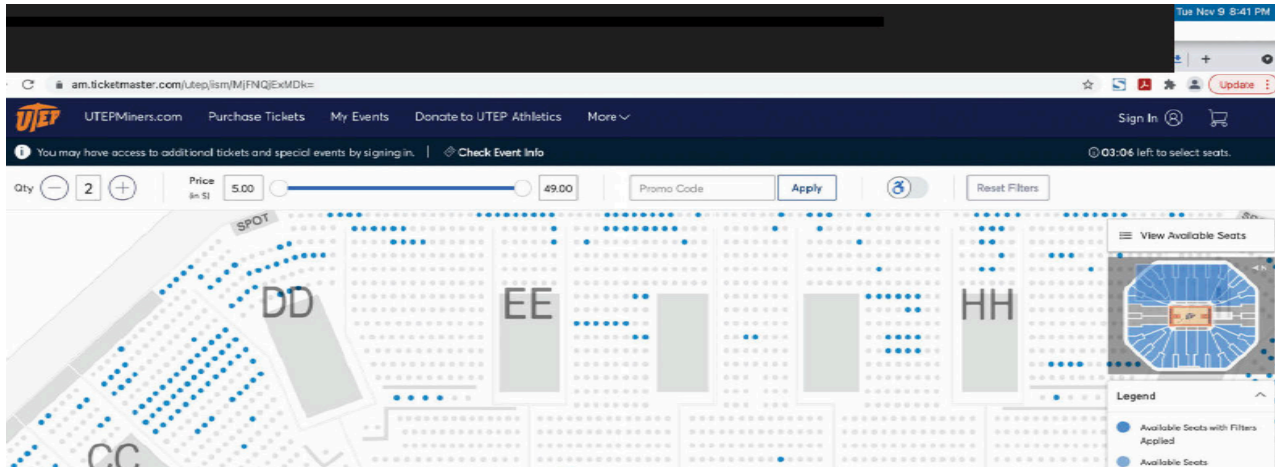 Tue Nov 9 8:41 PM
am.ticketmaster.com/utep/ism/MjFNQjExMDk=
Update
UTEP
UTEPMiners.com Purchase Tickets My Events Donate to UTEP Athletics More
Sign In
You may have access to additional tickets and special events by signing in. | Check Event Info
03:06 left to select seats.
Qty 2 Price (in $) 5.00 49.00 Promo Code Apply Reset Filters
SPOT
View Available Seats
N
DD EE HH
CC
Legend
Available Seats with Filters
Applied
Available Seats